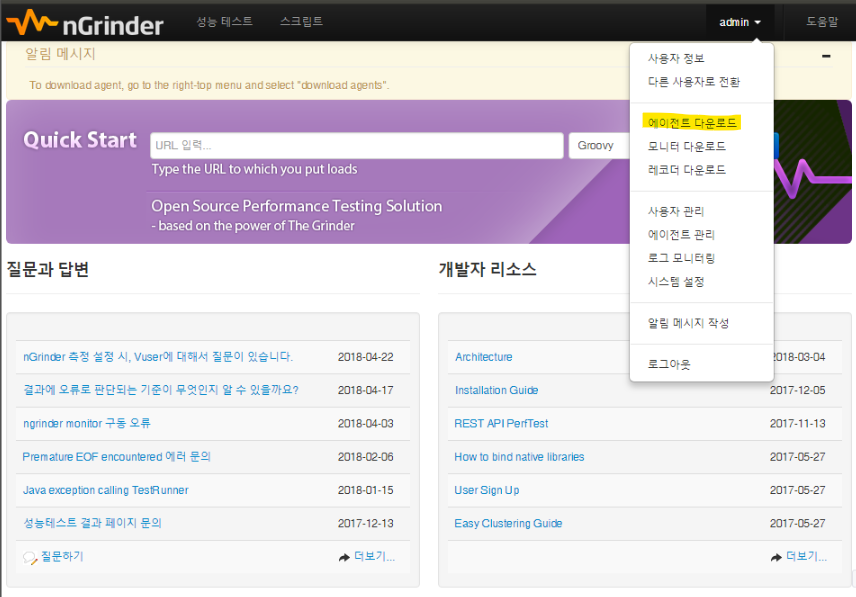 nGrinder 성능 테스트 스크립트 admin 도움말
알림 메시지
To download agent, go to the right-top menu and select "download agents".
사용자 정보
다른 사용자로 전환
에이전트 다운로드
모니터 다운로드
레코더 다운로드
사용자 관리
에이전트 관리
로그 모니터링
시스템 설정
알림 메시지 작성
로그아웃
Quick Start URL 입력... Groovy
Type the URL to which you put loads
Open Source Performance Testing Solution
- based on the power of The Grinder
질문과 답변
nGrinder 측정 설정 시, Vuser에 대해서 질문이 있습니다. 2018-04-22
결과에 오류로 판단되는 기준이 무엇인지 알 수 있을까요? 2018-04-17
ngrinder monitor 구동 오류 2018-04-03
Premature EOF encountered 에러 문의 2018-02-06
Java exception calling TestRunner 2018-01-15
성능테스트 결과 페이지 문의 2017-12-13
질문하기 더보기...
개발자 리소스
Architecture 2018-03-04
Installation Guide 2017-12-05
REST API PerfTest 2017-11-13
How to bind native libraries 2017-05-27
User Sign Up 2017-05-27
Easy Clustering Guide 2017-05-27
더보기...